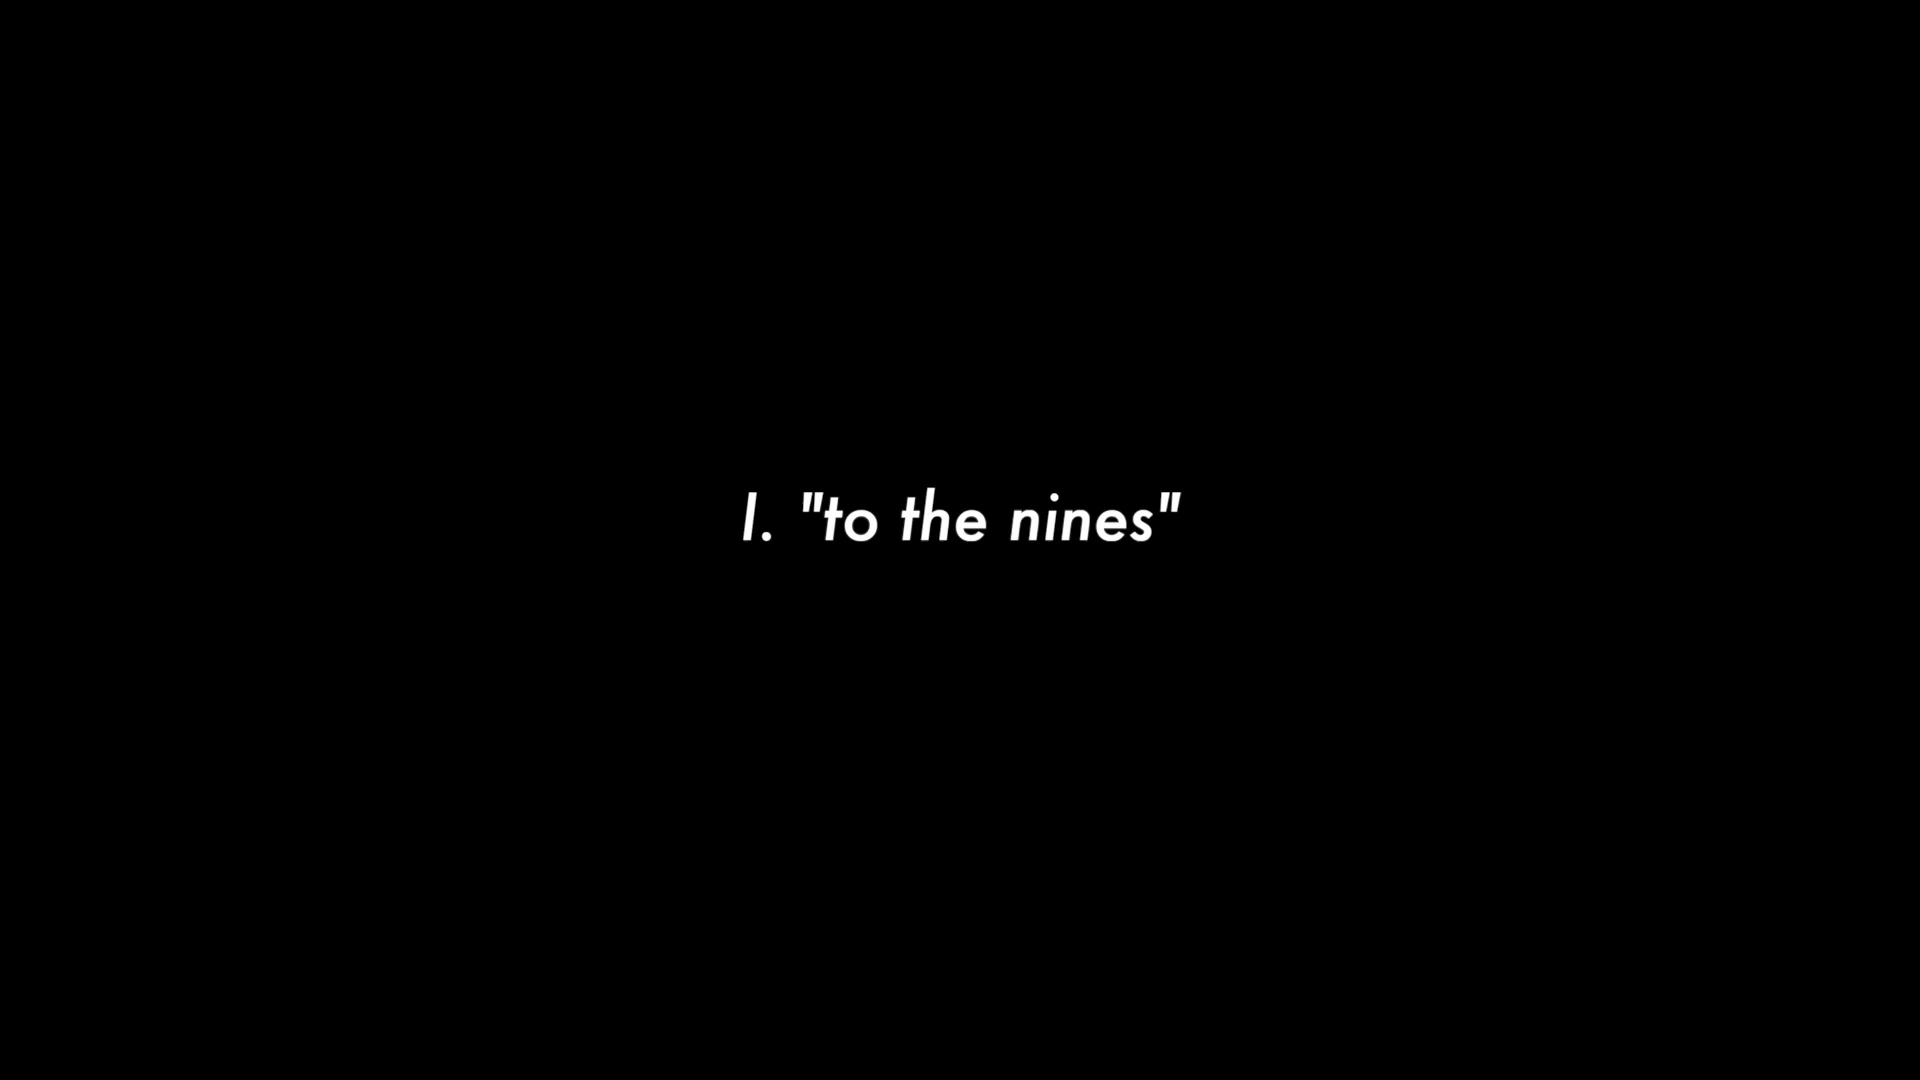 I. "to the nines"